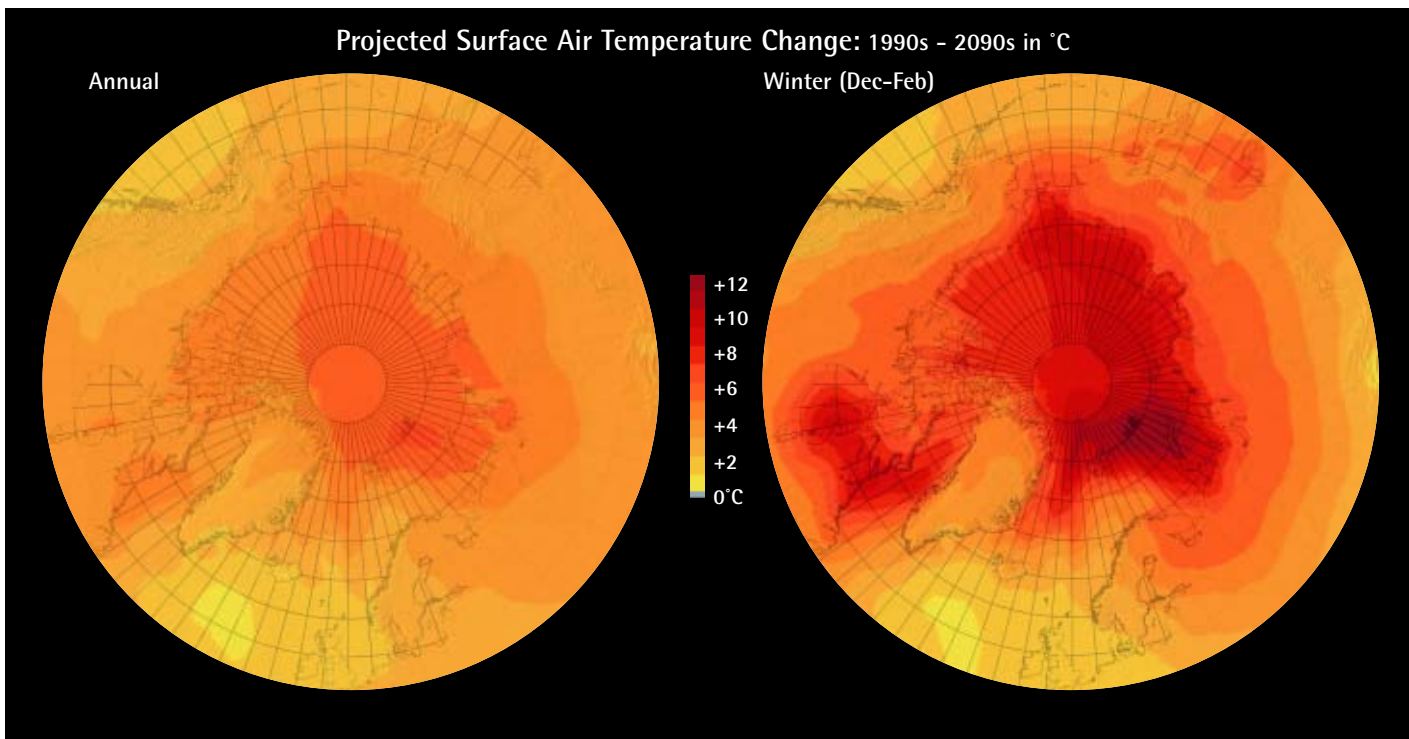 Projected Surface Air Temperature Change: 1990s - 2090s in °C
Annual
Winter (Dec-Feb)
+12
+10
+8
+6
+4
+2
0°C